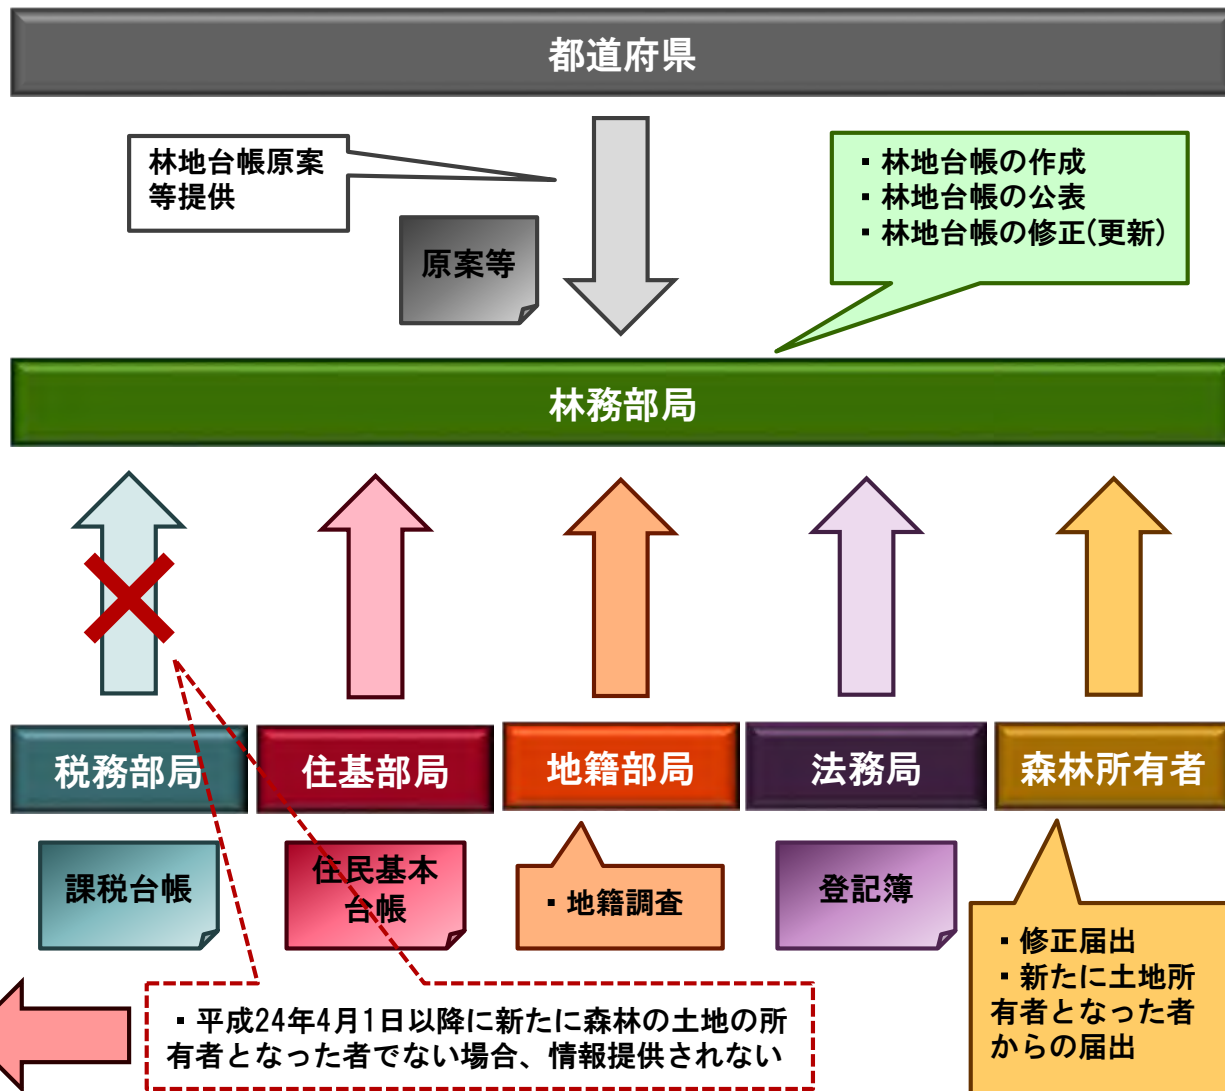 都道府県
林地台帳原案
等提供
原案等
・林地台帳の作成
・林地台帳の公表
・林地台帳の修正(更新)
林務部局
税務部局
住基部局
地籍部局
法務局
森林所有者
課税台帳
住民基本
台帳
・地籍調査
登記簿
・修正届出
・新たに土地所
有者となった者
からの届出
・平成24年4月1日以降に新たに森林の土地の所
有者となった者でない場合、情報提供されない